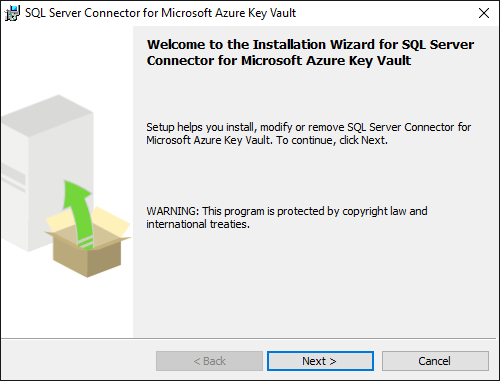 SQL Server Connector for Microsoft Azure Key Vault
Welcome to the Installation Wizard for SQL Server
Connector for Microsoft Azure Key Vault
Setup helps you install, modify or remove SQL Server Connector for
Microsoft Azure Key Vault. To continue, click Next.
WARNING: This program is protected by copyright law and
international treaties.
< Back
Next >
Cancel